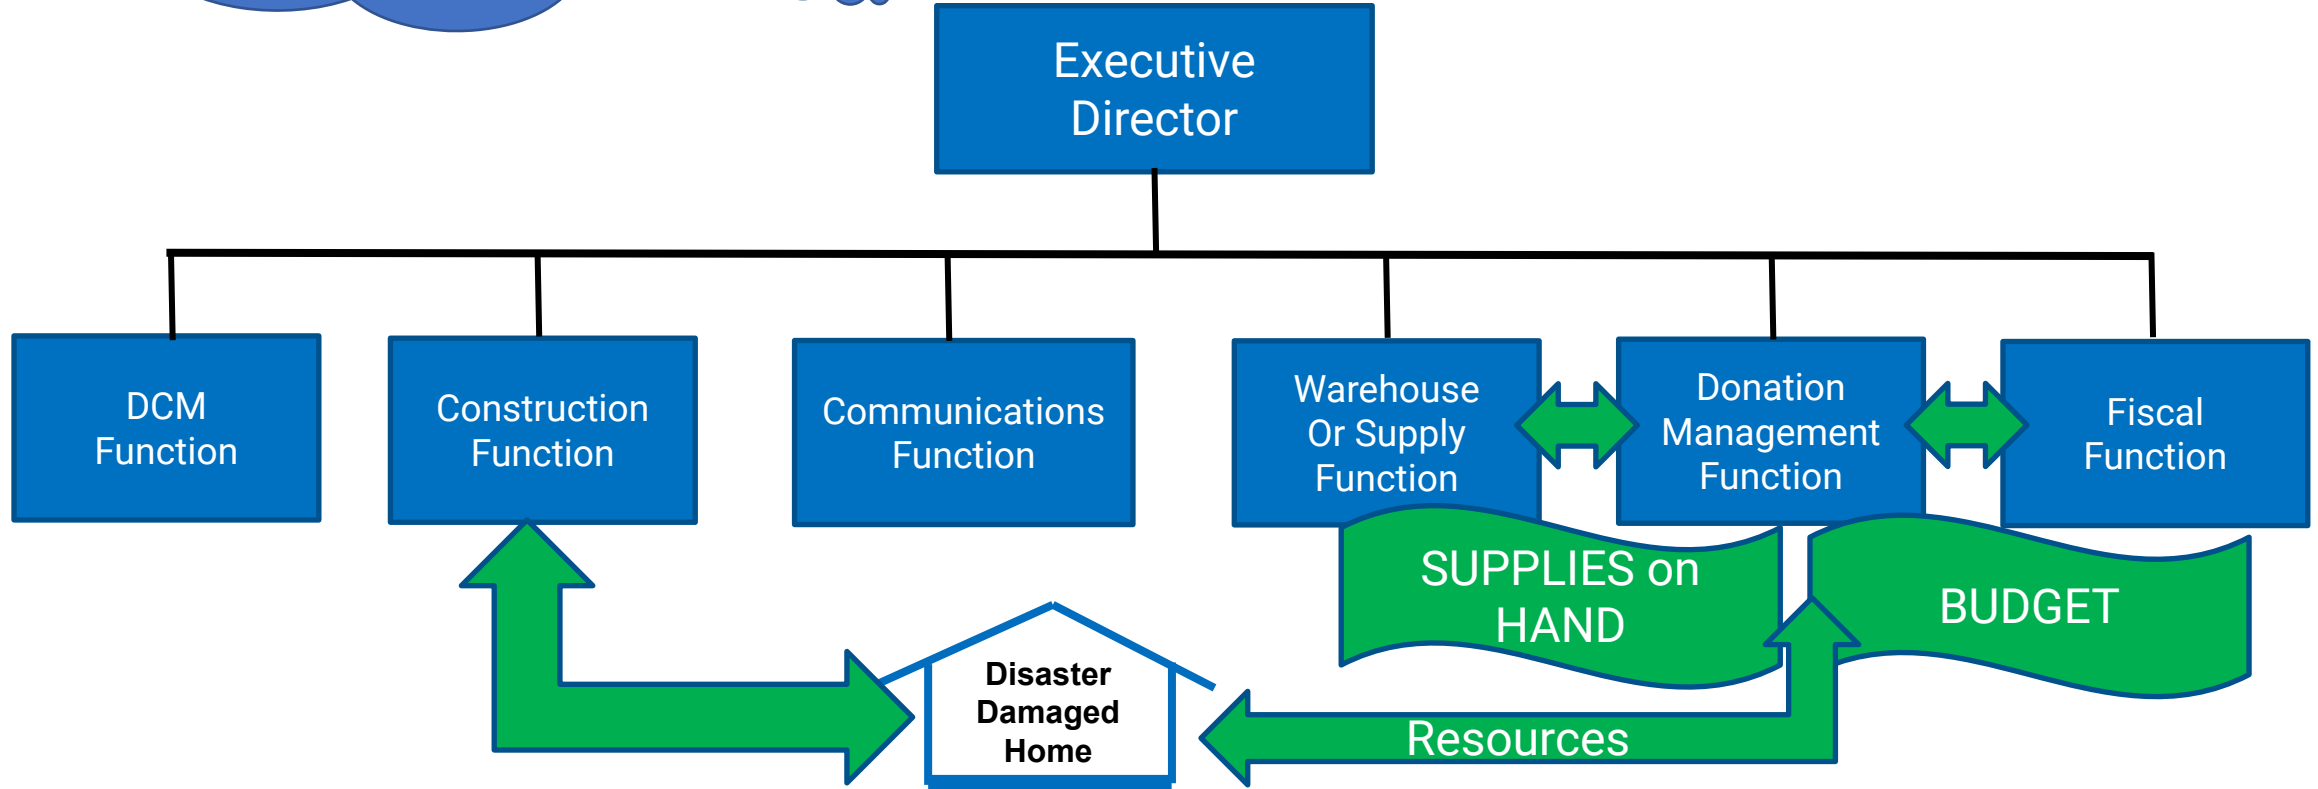 Executive
Director
DCM
Function
Construction
Function
Communications
Function
Warehouse
Or Supply
Function
Donation
Management
Function
Fiscal
Function
SUPPLIES on
HAND
BUDGET
Disaster
Damaged
Home
Resources